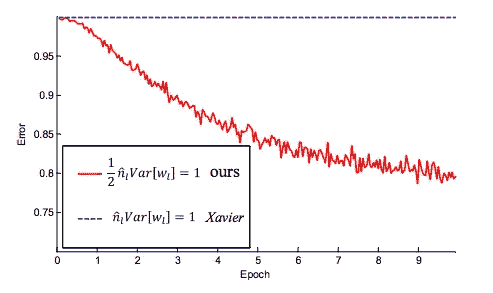 0.95
0.9
0.85
0.8
0.75
Error
½ n̂ₗVar[wₗ] = 1 ours
n̂ₗVar[wₗ] = 1 Xavier
0 1 2 3 4 5 6 7 8 9
Epoch